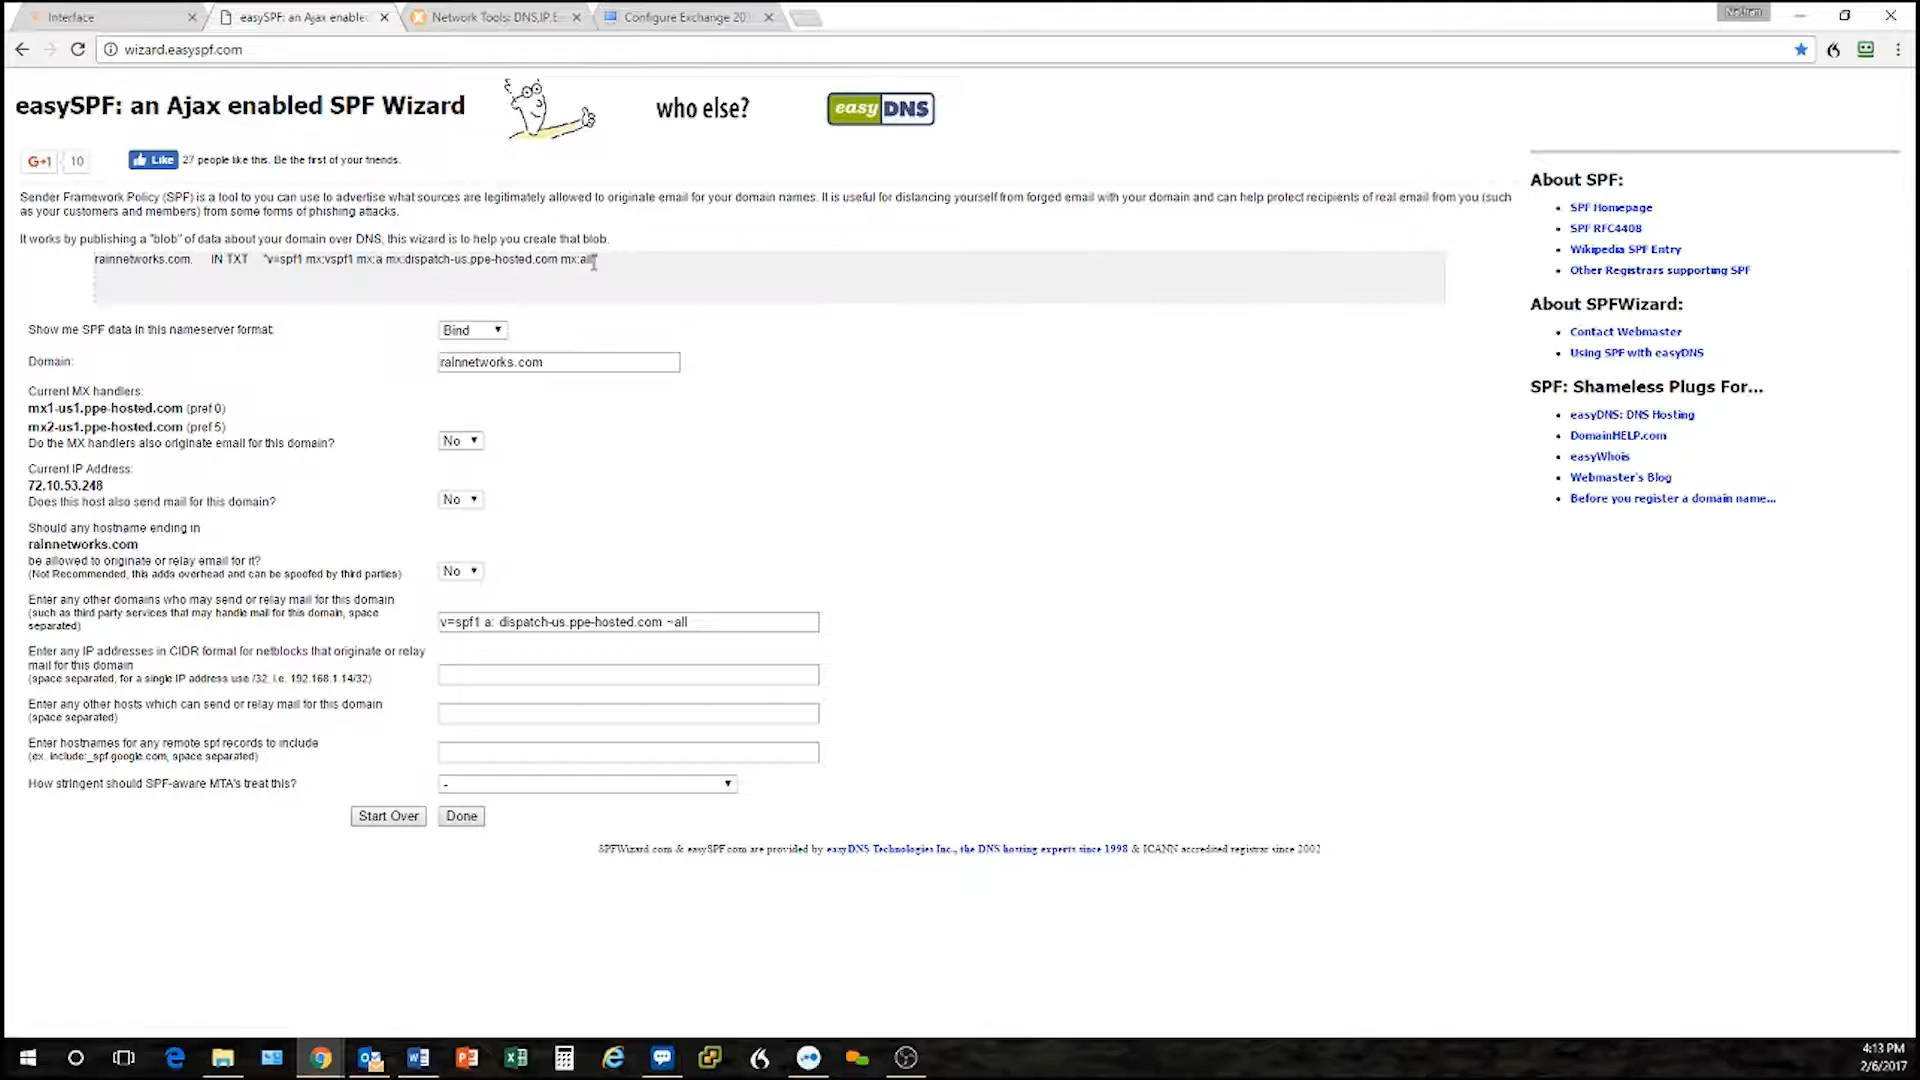 Interface
easySPF: an Ajax enable
Network Tools: DNS,IP,E
Configure Exchange 20
wizard.easyspf.com
easySPF: an Ajax enabled SPF Wizard
who else?
easyDNS
G+1 10
Like 27 people like this. Be the first of your friends.
Sender Framework Policy (SPF) is a tool to you can use to advertise what sources are legitimately allowed to originate email for your domain names. It is useful for distancing yourself from forged email with your domain and can help protect recipients of real email from you (such
as your customers and members) from some forms of phishing attacks.
It works by publishing a "blob" of data about your domain over DNS, this wizard is to help you create that blob.
rainnetworks.com. IN TXT "v=spf1 mx:vspf1 mx:a mx:dispatch-us.ppe-hosted.com mx:all"
Show me SPF data in this nameserver format:
Bind
Domain:
rainnetworks.com
Current MX handlers:
mx1-us1.ppe-hosted.com (pref 0)
mx2-us1.ppe-hosted.com (pref 5)
Do the MX handlers also originate email for this domain?
No
Current IP Address:
72.10.53.248
Does this host also send mail for this domain?
No
Should any hostname ending in
rainnetworks.com
be allowed to originate or relay email for it?
(Not Recommended, this adds overhead and can be spoofed by third parties)
No
Enter any other domains who may send or relay mail for this domain
(such as third party services that may handle mail for this domain, space
separated)
v=spf1 a: dispatch-us.ppe-hosted.com ~all
Enter any IP addresses in CIDR format for netblocks that originate or relay
mail for this domain
(space separated, for a single IP address use /32. i.e. 192.168.1.14/32)
Enter any other hosts which can send or relay mail for this domain
(space separated)
Enter hostnames for any remote spf records to include
(ex. include:_spf.google.com, space separated)
How stringent should SPF-aware MTA's treat this?
-
Start Over
Done
SPFWizard.com & easySPF.com are provided by easyDNS Technologies Inc., the DNS hosting experts since 1998 & ICANN accredited registrar since 2002
About SPF:
SPF Homepage
SPF RFC4408
Wikipedia SPF Entry
Other Registrars supporting SPF
About SPFWizard:
Contact Webmaster
Using SPF with easyDNS
SPF: Shameless Plugs For...
easyDNS: DNS Hosting
DomainHELP.com
easyWhois
Webmaster's Blog
Before you register a domain name...
4:13 PM
2/6/2017